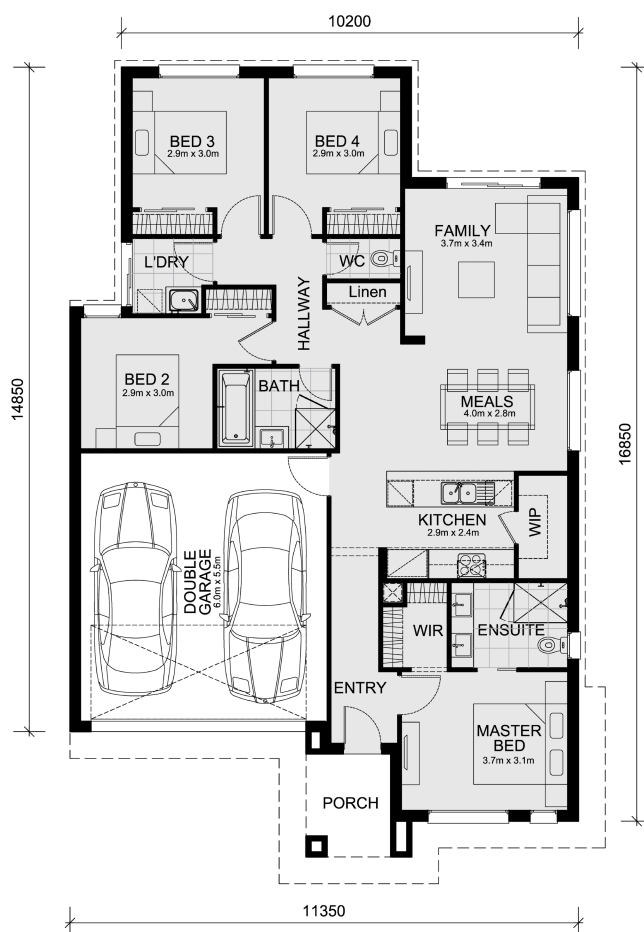 10200
BED 3
2.9m x 3.0m
BED 4
2.9m x 3.0m
FAMILY
3.7m x 3.4m
L'DRY
WC
Linen
HALLWAY
14850
16850
BED 2
2.9m x 3.0m
BATH
MEALS
4.0m x 2.8m
KITCHEN
2.9m x 2.4m
WIP
DOUBLE
GARAGE
6.0m x 5.5m
WIR
ENSUITE
ENTRY
MASTER
BED
3.7m x 3.1m
PORCH
11350